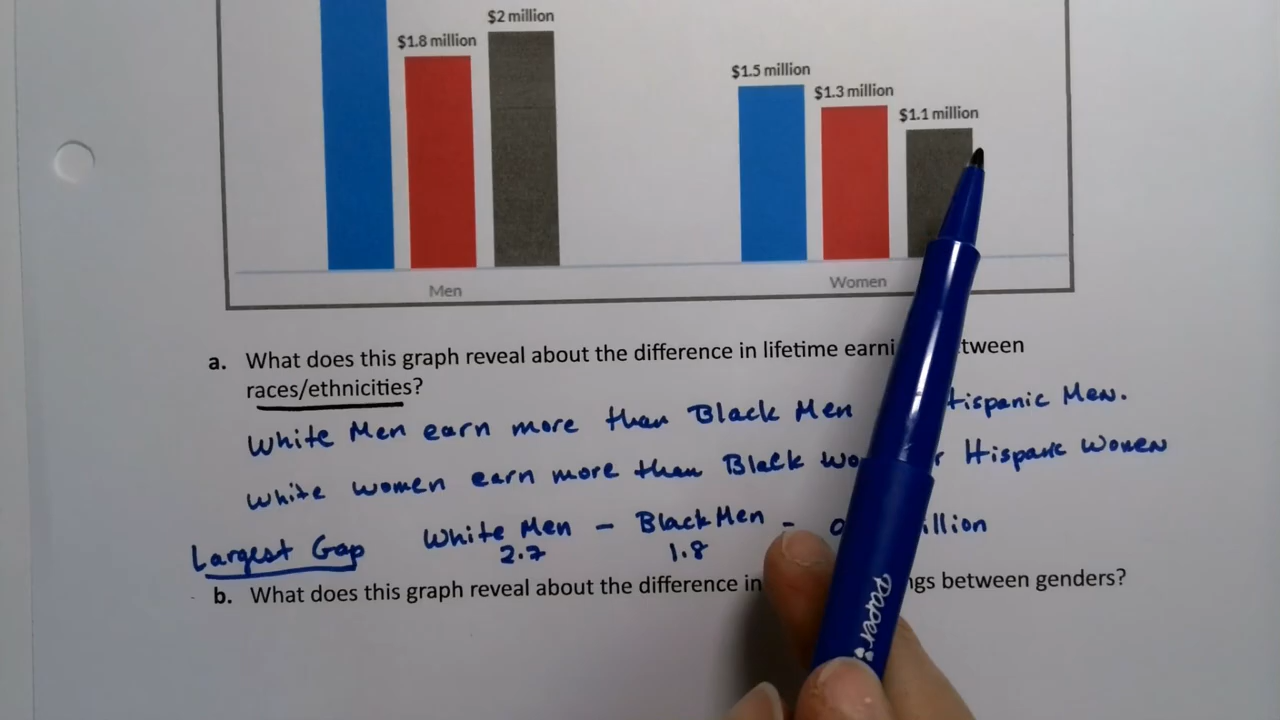 $2 million
$1.8 million
$1.5 million
$1.3 million
$1.1 million
Men
Women
a. What does this graph reveal about the difference in lifetime earni tween
races/ethnicities?
White Men earn more than Black Men Hispanic Men.
White women earn more than Black wo r Hispanic Women
Largest Gap White Men - Black Men - 0 illion
2.7 1.8
b. What does this graph reveal about the difference in ngs between genders?
Paper